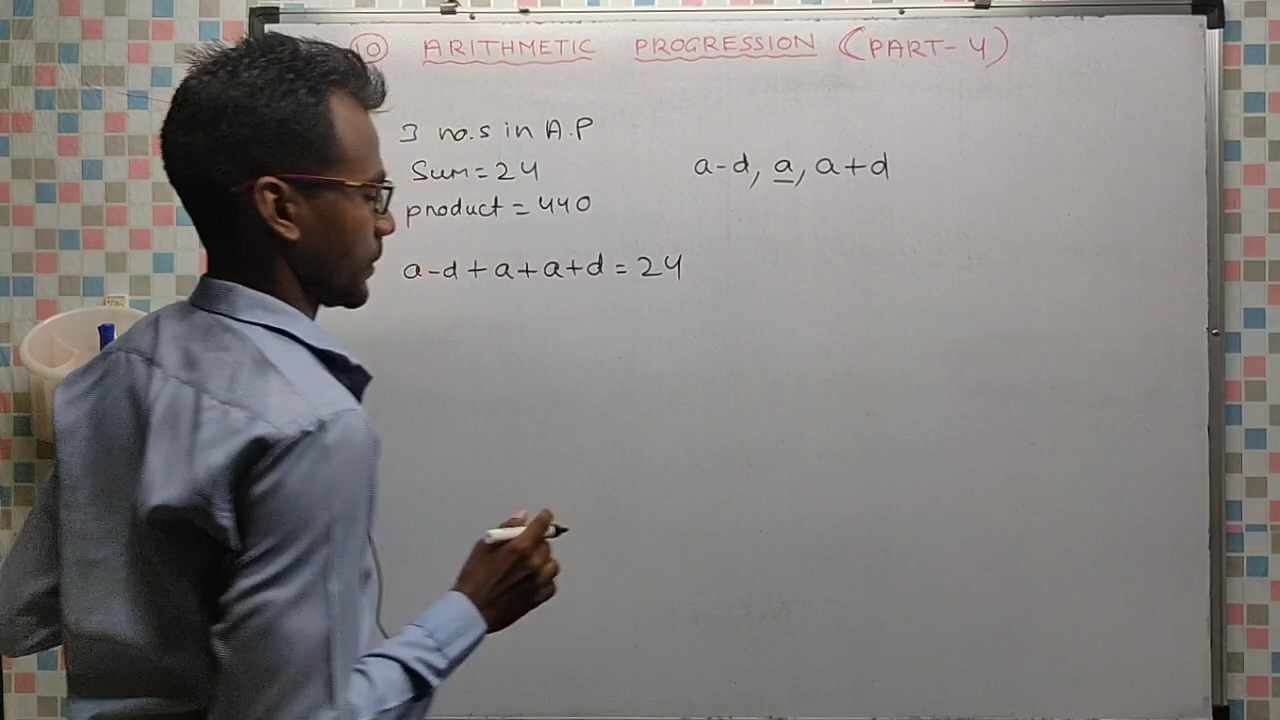 10 ARITHMETIC PROGRESSION (PART-4)
3 no.s in A.P
Sum = 24
a-d, a, a+d
product = 440
a-d+a+a+d = 24